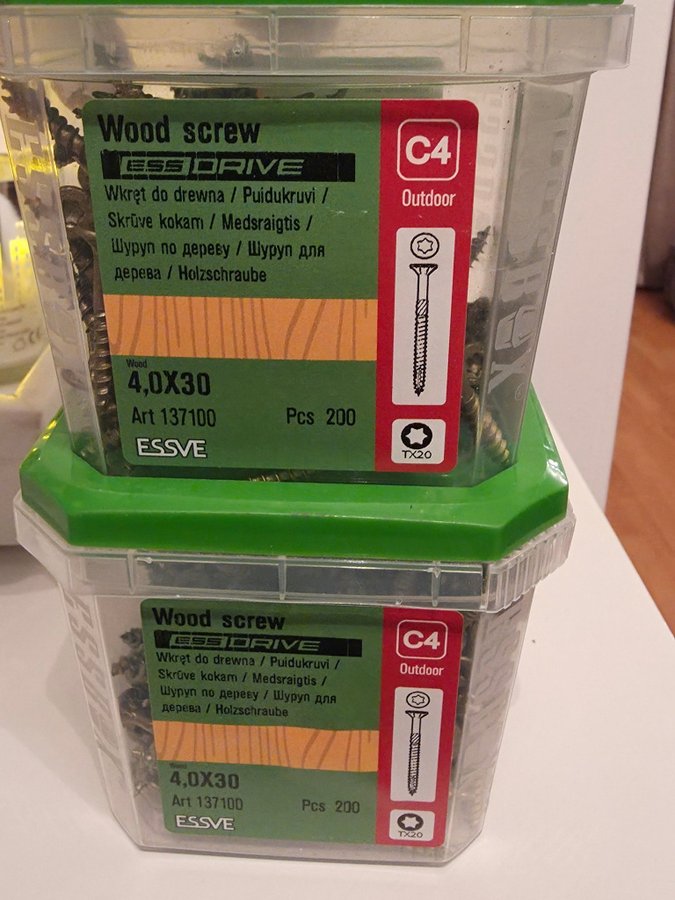 Wood screw
ESSDRIVE
Wkręt do drewna / Puidukruvi /
Skrūve kokam / Medsraigtis /
Шуруп по дереву / Шуруп для
дерева / Holzschraube
Wood
4,0X30
Art 137100
Pcs 200
ESSVE
C4
Outdoor
TX20
Wood screw
ESSDRIVE
Wkręt do drewna / Puidukruvi /
Skrūve kokam / Medsraigtis /
Шуруп по дереву / Шуруп для
дерева / Holzschraube
Wood
4,0X30
Art 137100
Pcs 200
ESSVE
C4
Outdoor
TX20